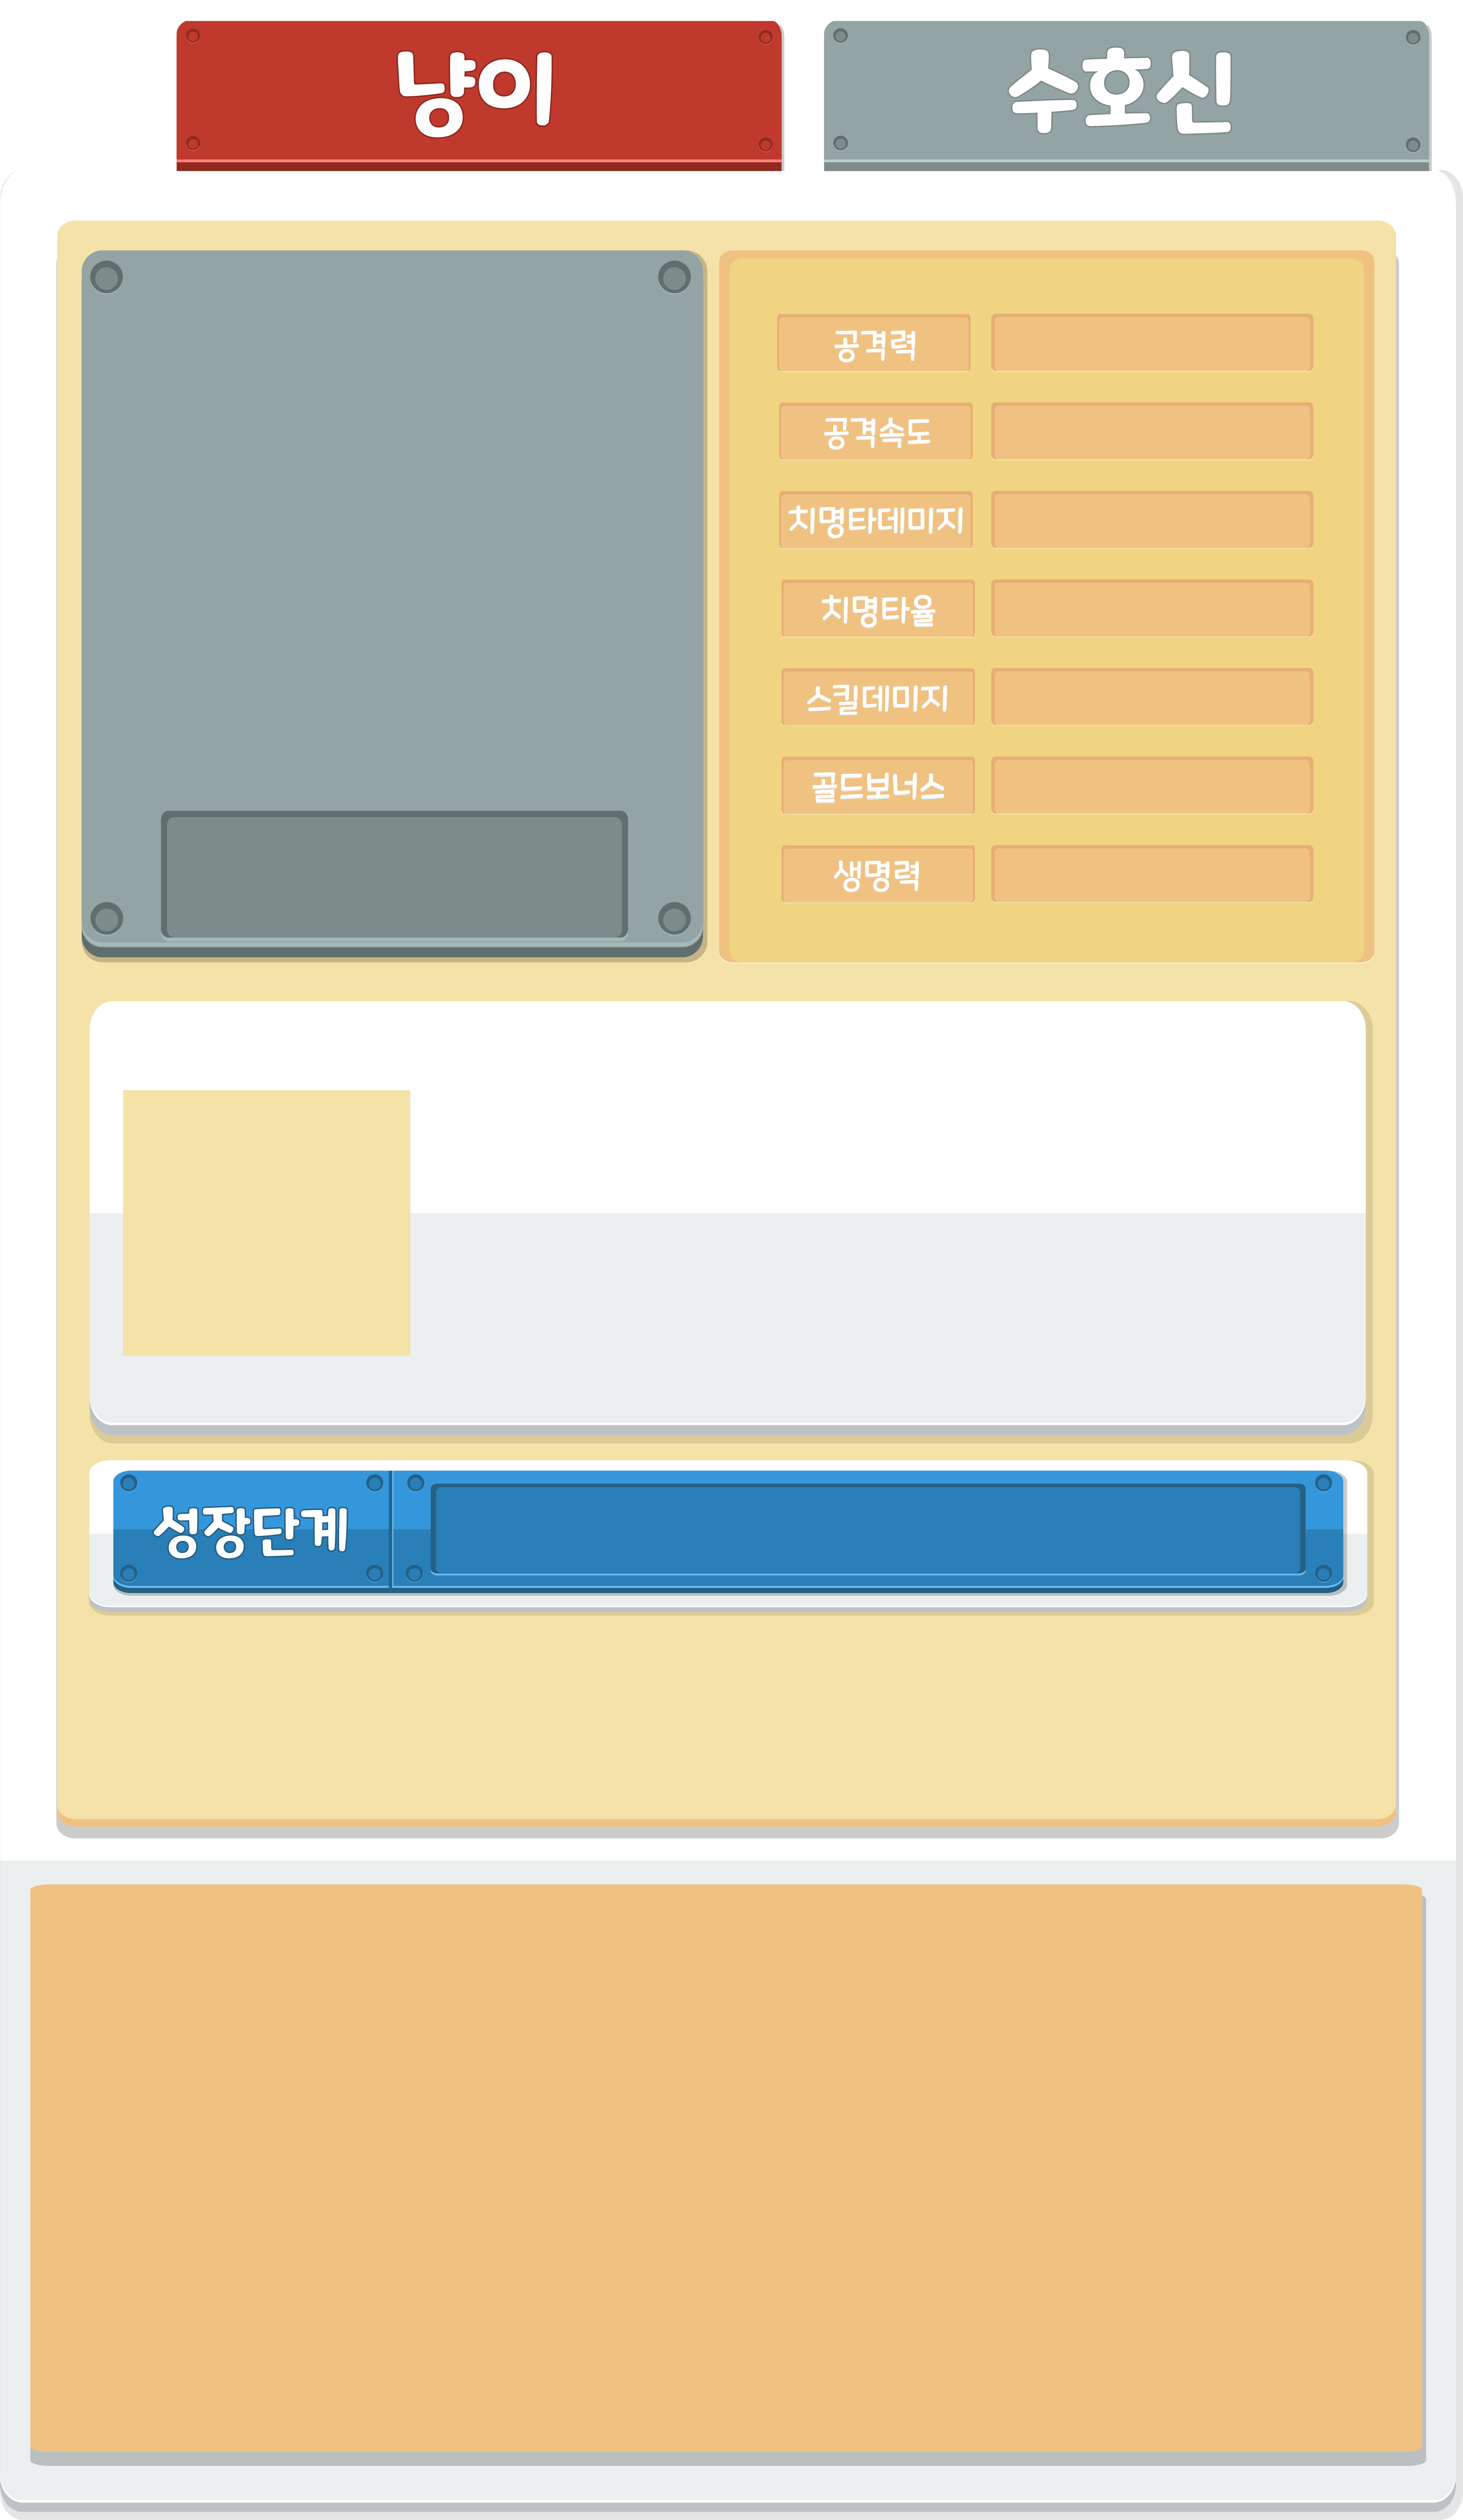 냥이
수호신
공격력
공격속도
치명타데미지
치명타율
스킬데미지
골드보너스
생명력
성장단계